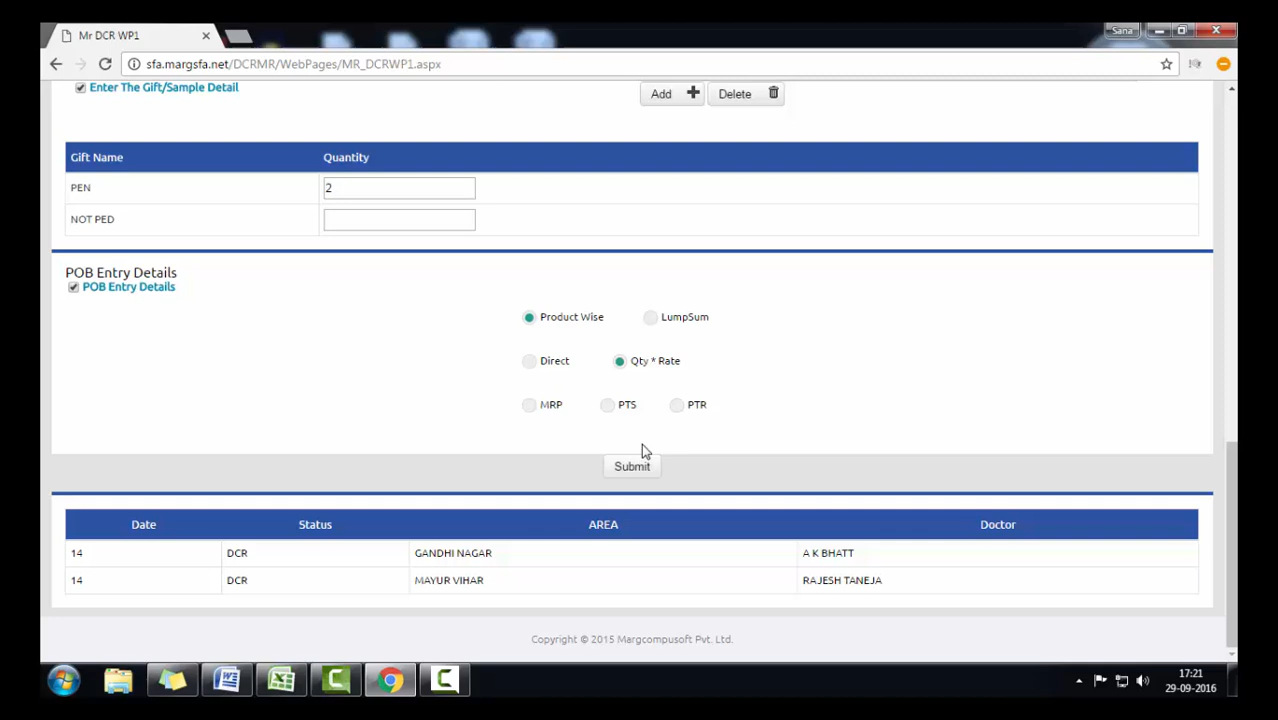 Mr DCR WP1
Sana
sfa.margsfa.net/DCRMR/WebPages/MR_DCRWP1.aspx
Enter The Gift/Sample Detail
Add
Delete
Gift Name Quantity
PEN 2
NOT PED
POB Entry Details
POB Entry Details
Product Wise LumpSum
Direct Qty * Rate
MRP PTS PTR
Submit
Date Status AREA Doctor
14 DCR GANDHI NAGAR A K BHATT
14 DCR MAYUR VIHAR RAJESH TANEJA
Copyright © 2015 Margcompusoft Pvt. Ltd.
17:21
29-09-2016